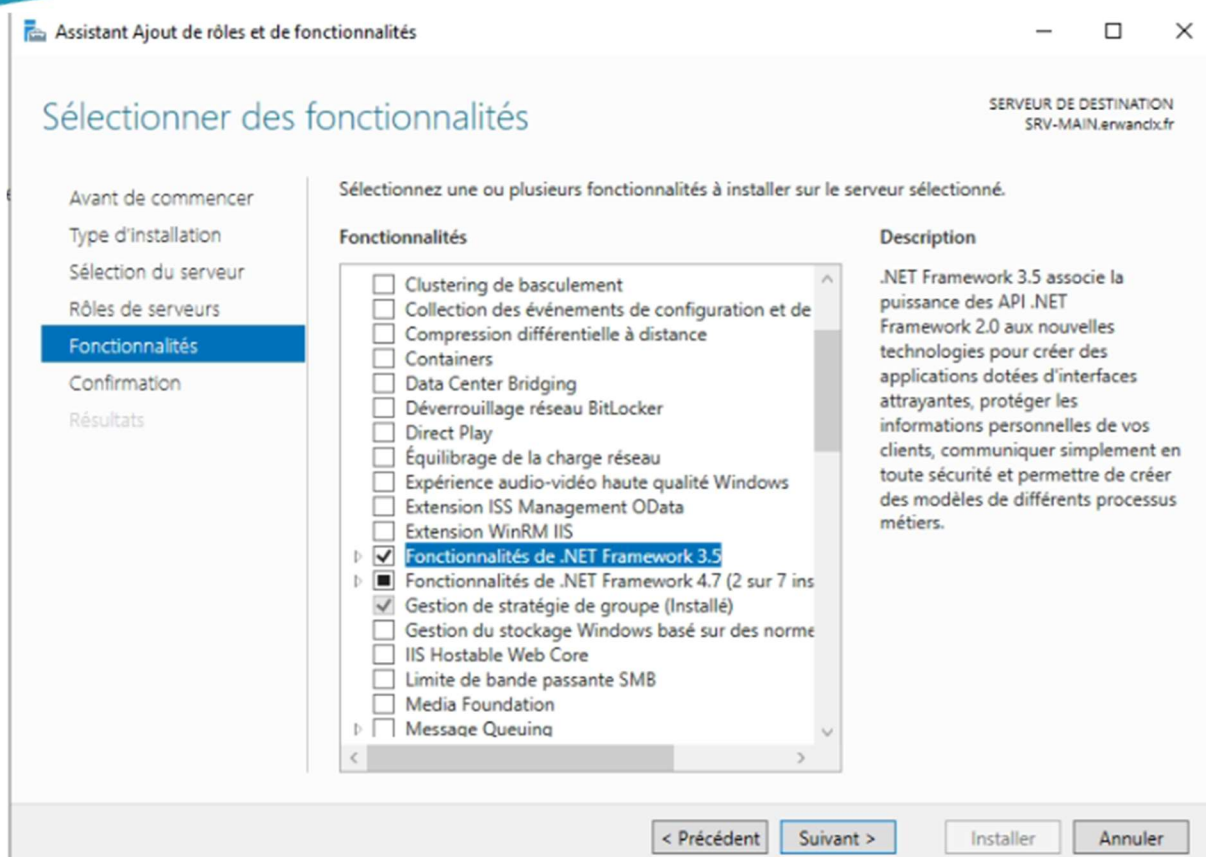 Assistant Ajout de rôles et de fonctionnalités
Sélectionner des fonctionnalités
SERVEUR DE DESTINATION
SRV-MAIN.erwanclx.fr
Avant de commencer
Type d'installation
Sélection du serveur
Rôles de serveurs
Fonctionnalités
Confirmation
Résultats
Sélectionnez une ou plusieurs fonctionnalités à installer sur le serveur sélectionné.
Fonctionnalités
Clustering de basculement
Collection des événements de configuration et de
Compression différentielle à distance
Containers
Data Center Bridging
Déverrouillage réseau BitLocker
Direct Play
Équilibrage de la charge réseau
Expérience audio-vidéo haute qualité Windows
Extension ISS Management OData
Extension WinRM IIS
Fonctionnalités de .NET Framework 3.5
Fonctionnalités de .NET Framework 4.7 (2 sur 7 ins
Gestion de stratégie de groupe (Installé)
Gestion du stockage Windows basé sur des norme
IIS Hostable Web Core
Limite de bande passante SMB
Media Foundation
Message Queuing
Description
.NET Framework 3.5 associe la
puissance des API .NET
Framework 2.0 aux nouvelles
technologies pour créer des
applications dotées d'interfaces
attrayantes, protéger les
informations personnelles de vos
clients, communiquer simplement en
toute sécurité et permettre de créer
des modèles de différents processus
métiers.
< Précédent
Suivant >
Installer
Annuler